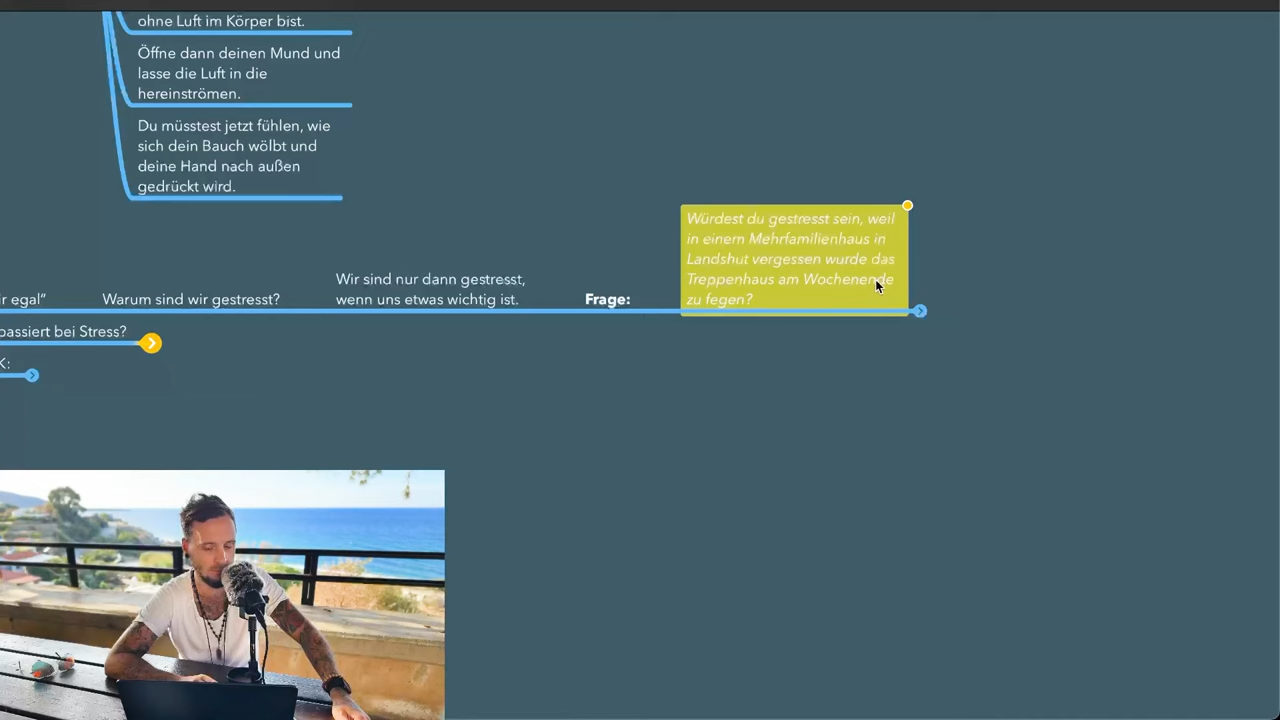 ohne Luft im Körper bist.
Öffne dann deinen Mund und
lasse die Luft in die
hereinströmen.
Du müsstest jetzt fühlen, wie
sich dein Bauch wölbt und
deine Hand nach außen
gedrückt wird.
ir egal“
Warum sind wir gestresst?
Wir sind nur dann gestresst,
wenn uns etwas wichtig ist.
Frage:
Würdest du gestresst sein, weil
in einem Mehrfamilienhaus in
Landshut vergessen wurde das
Treppenhaus am Wochenende
zu fegen?
passiert bei Stress?
K: